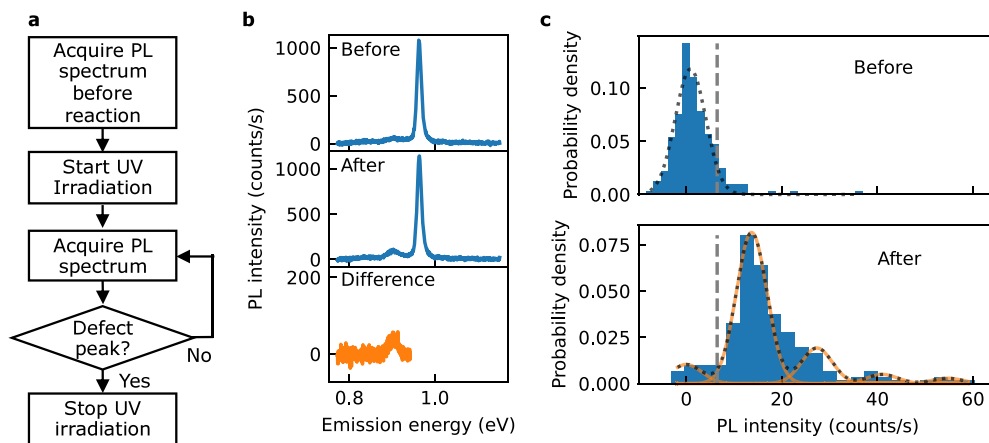 a
Acquire PL
spectrum
before
reaction
Start UV
Irradiation
Acquire PL
spectrum
Defect
peak?
No
Yes
Stop UV
irradiation
b
PL intensity (counts/s)
1000
500
0
Before
1000
500
0
After
200
0
Difference
0.8
1.0
Emission energy (eV)
c
Probability density
0.10
0.05
0.00
Before
Probability density
0.075
0.050
0.025
0.000
After
0
20
40
60
PL intensity (counts/s)